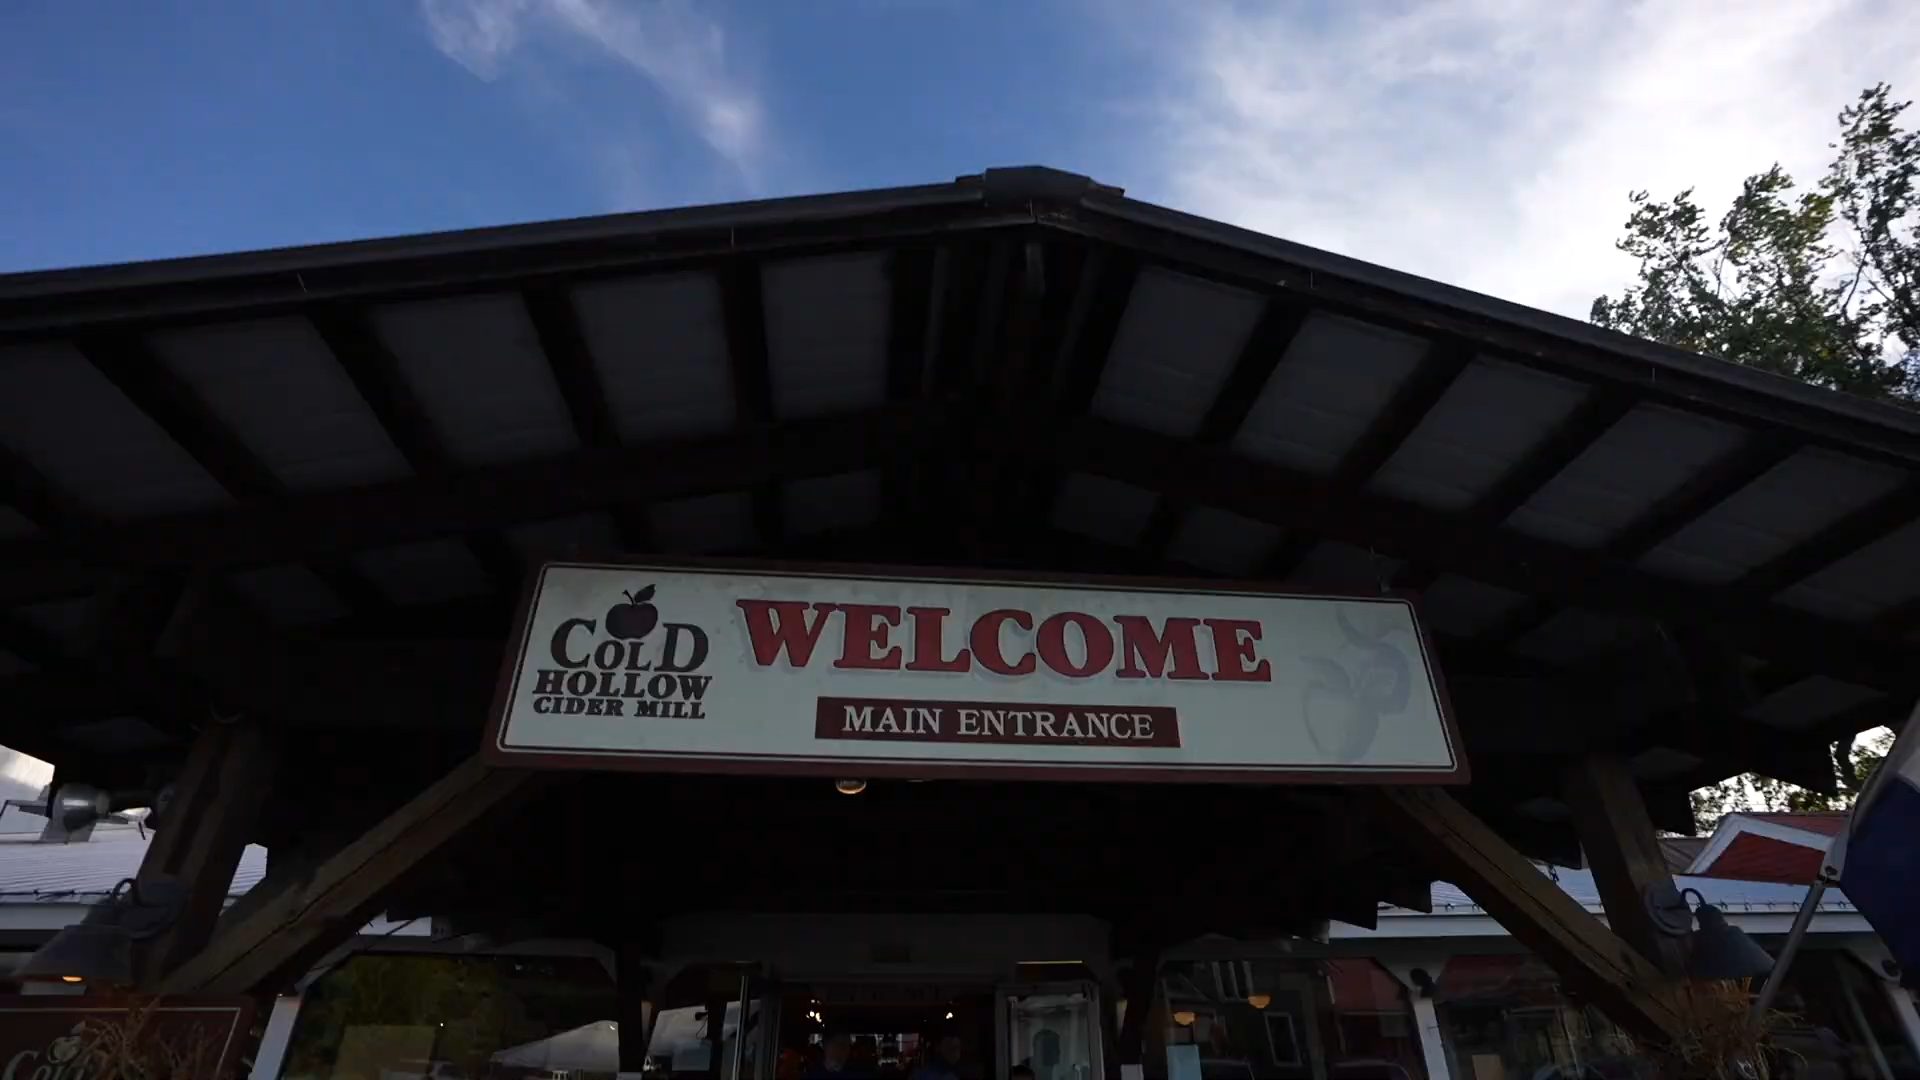 COLD
HOLLOW
CIDER MILL
WELCOME
MAIN ENTRANCE